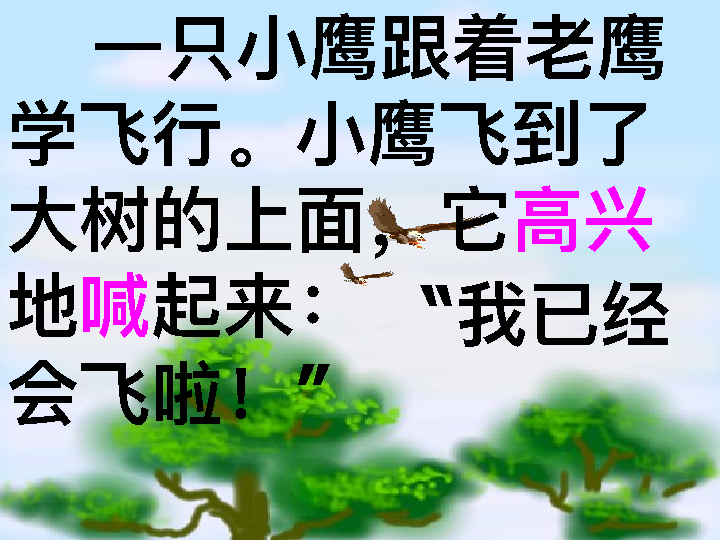 一只小鹰跟着老鹰
学飞行。小鹰飞到了
大树的上面，它高兴
地喊起来：“我已经
会飞啦！”